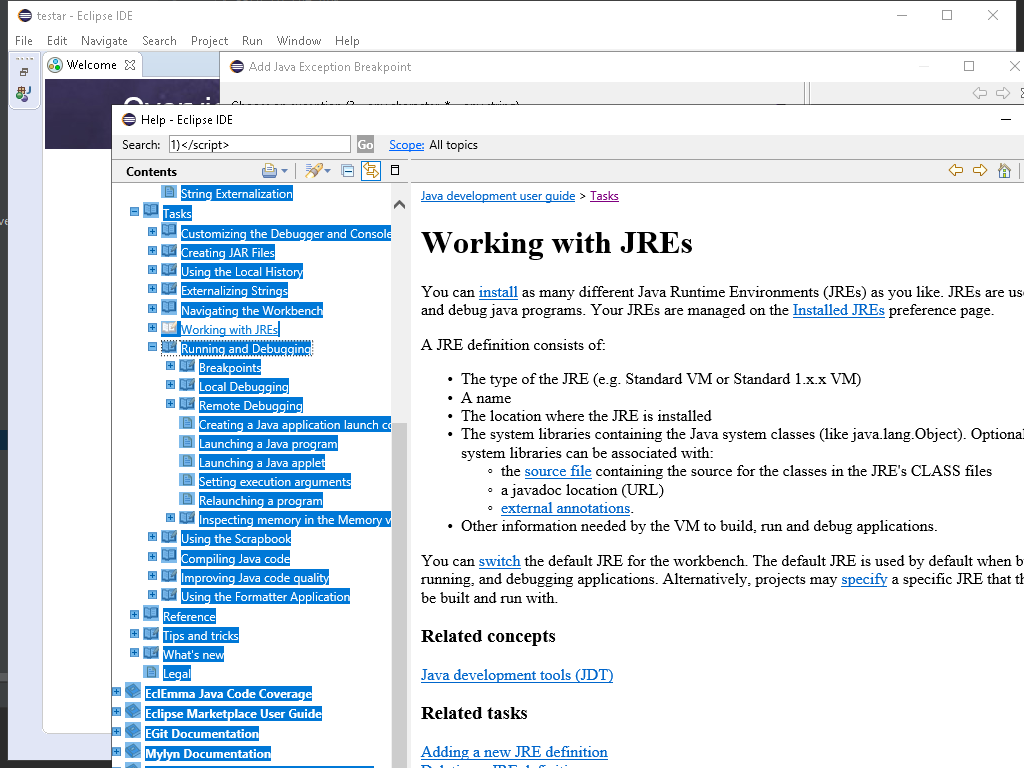 testar - Eclipse IDE
File Edit Navigate Search Project Run Window Help
Welcome
Add Java Exception Breakpoint
Help - Eclipse IDE
Search: 1)</script> Go Scope: All topics
Contents
String Externalization
Tasks
Customizing the Debugger and Console
Creating JAR Files
Using the Local History
Externalizing Strings
Navigating the Workbench
Working with JREs
Running and Debugging
Breakpoints
Local Debugging
Remote Debugging
Creating a Java application launch co
Launching a Java program
Launching a Java applet
Setting execution arguments
Relaunching a program
Inspecting memory in the Memory v
Using the Scrapbook
Compiling Java code
Improving Java code quality
Using the Formatter Application
Reference
Tips and tricks
What's new
Legal
EclEmma Java Code Coverage
Eclipse Marketplace User Guide
EGit Documentation
Mylyn Documentation
Java development user guide > Tasks
Working with JREs
You can install as many different Java Runtime Environments (JREs) as you like. JREs are use
and debug java programs. Your JREs are managed on the Installed JREs preference page.
A JRE definition consists of:
• The type of the JRE (e.g. Standard VM or Standard 1.x.x VM)
• A name
• The location where the JRE is installed
• The system libraries containing the Java system classes (like java.lang.Object). Optiona
system libraries can be associated with:
◦ the source file containing the source for the classes in the JRE's CLASS files
◦ a javadoc location (URL)
◦ external annotations.
• Other information needed by the VM to build, run and debug applications.
You can switch the default JRE for the workbench. The default JRE is used by default when b
running, and debugging applications. Alternatively, projects may specify a specific JRE that th
be built and run with.
Related concepts
Java development tools (JDT)
Related tasks
Adding a new JRE definition